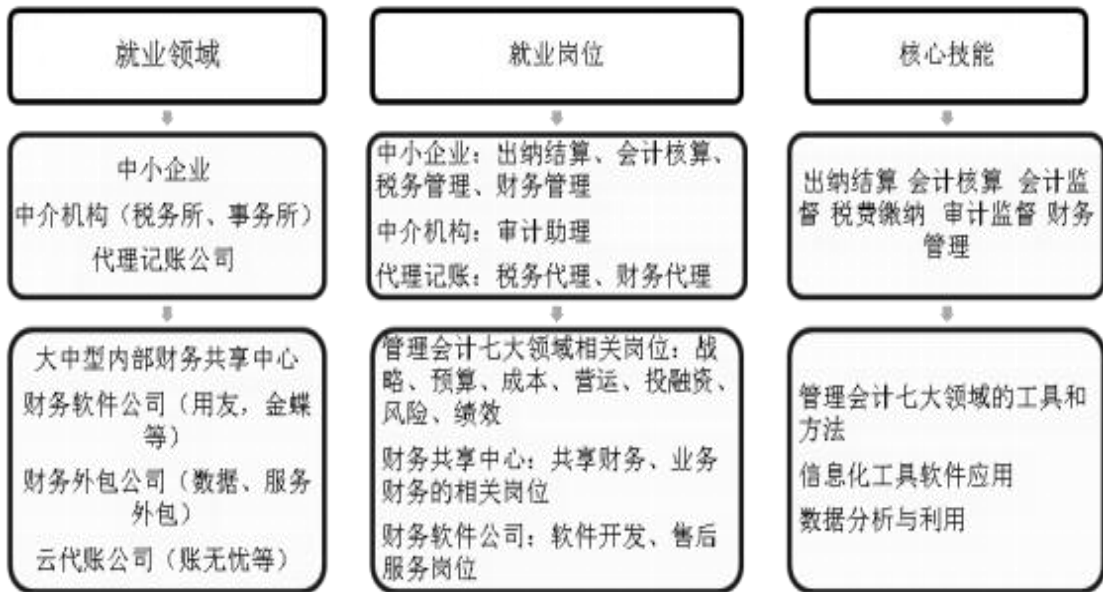 就业领域
中小企业
中介机构（税务所、事务所）
代理记账公司
大中型内部财务共享中心
财务软件公司（用友，金蝶
等）
财务外包公司（数据、服务
外包）
云代账公司（账无忧等）
就业岗位
中小企业：出纳结算、会计核算、
税务管理、财务管理
中介机构：审计助理
代理记账：税务代理、财务代理
管理会计七大领域相关岗位：战
略、预算、成本、营运、投融资、
风险、绩效
财务共享中心：共享财务、业务
财务的相关岗位
财务软件公司：软件开发、售后
服务岗位
核心技能
出纳结算 会计核算 会计监
督 税费缴纳 审计监督 财务
管理
管理会计七大领域的工具和
方法
信息化工具软件应用
数据分析与利用